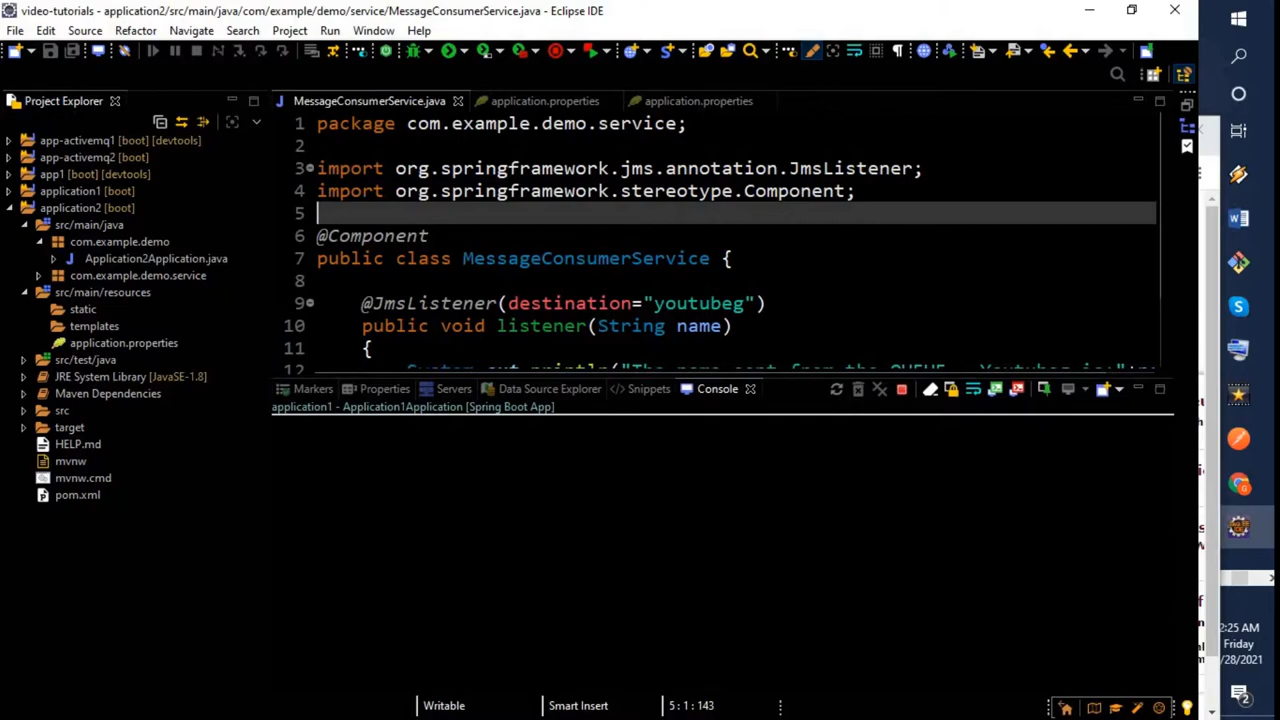 video-tutorials - application2/src/main/java/com/example/demo/service/MessageConsumerService.java - Eclipse IDE
File Edit Source Refactor Navigate Search Project Run Window Help
Project Explorer
app-activemq1 [boot] [devtools]
app-activemq2 [boot]
app1 [boot] [devtools]
application1 [boot]
application2 [boot]
src/main/java
com.example.demo
Application2Application.java
com.example.demo.service
src/main/resources
static
templates
application.properties
src/test/java
JRE System Library [JavaSE-1.8]
Maven Dependencies
src
target
HELP.md
mvnw
mvnw.cmd
pom.xml
MessageConsumerService.java application.properties application.properties
1 package com.example.demo.service;
2
3 import org.springframework.jms.annotation.JmsListener;
4 import org.springframework.stereotype.Component;
5
6 @Component
7 public class MessageConsumerService {
8
9 @JmsListener(destination="youtubeg")
10 public void listener(String name)
11 {
12
Markers Properties Servers Data Source Explorer Snippets Console
application1 - Application1Application [Spring Boot App]
Writable Smart Insert 5 : 1 : 143
2:25 AM
Friday
/28/2021
2